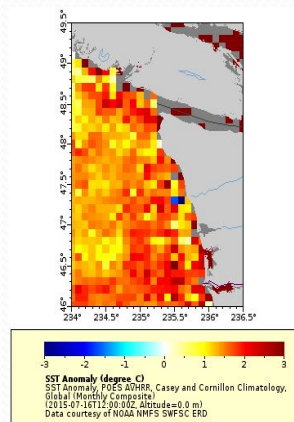 49.5°
49°
48.5°
48°
47.5°
47°
46.5°
46°
234° 234.5° 235° 235.5° 236° 236.5°
-3 -2 -1 0 1 2 3
SST Anomaly (degree_C)
SST Anomaly, POES AVHRR, Casey and Cornillon Climatology,
Global (Monthly Composite)
(2015-07-16T12:00:00Z, Altitude=0.0 m)
Data courtesy of NOAA NMFS SWFSC ERD